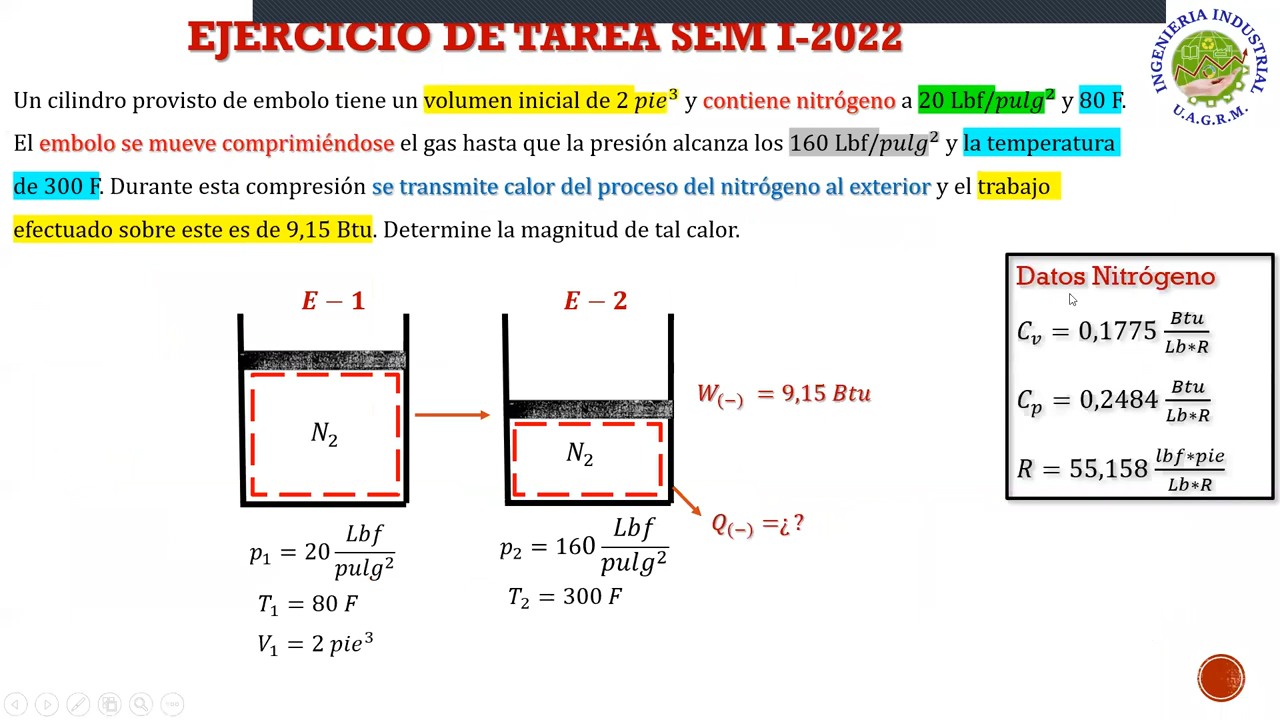 EJERCICIO DE TAREA SEM I-2022
INGENIERIA INDUSTRIAL
U.A.G.R.M.
Un cilindro provisto de embolo tiene un volumen inicial de 2 pie³ y contiene nitrógeno a 20 Lbf/pulg² y 80 F.
El embolo se mueve comprimiéndose el gas hasta que la presión alcanza los 160 Lbf/pulg² y la temperatura
de 300 F. Durante esta compresión se transmite calor del proceso del nitrógeno al exterior y el trabajo
efectuado sobre este es de 9,15 Btu. Determine la magnitud de tal calor.
E − 1
E − 2
N₂
N₂
W₍₋₎ = 9,15 Btu
Q₍₋₎ =¿ ?
p₁ = 20 Lbf/pulg²
T₁ = 80 F
V₁ = 2 pie³
p₂ = 160 Lbf/pulg²
T₂ = 300 F
Datos Nitrógeno
Cᵥ = 0,1775 Btu/Lb∗R
Cₚ = 0,2484 Btu/Lb∗R
R = 55,158 lbf∗pie/Lb∗R